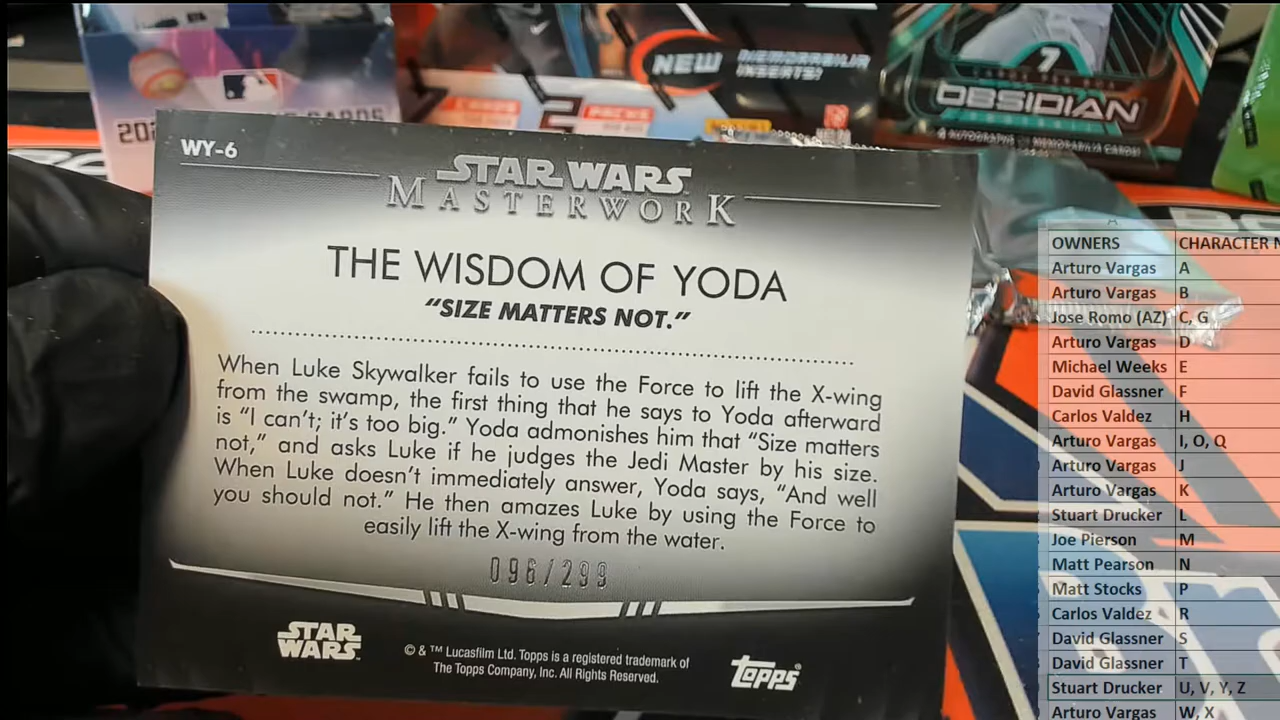 NEW
MEMORABILIA
INSERTS!
7
OBSIDIAN
WY-6
STAR WARS
MASTERWORK
THE WISDOM OF YODA
“SIZE MATTERS NOT.”
When Luke Skywalker fails to use the Force to lift the X-wing
from the swamp, the first thing that he says to Yoda afterward
is “I can’t; it’s too big.” Yoda admonishes him that “Size matters
not,” and asks Luke if he judges the Jedi Master by his size.
When Luke doesn’t immediately answer, Yoda says, “And well
you should not.” He then amazes Luke by using the Force to
easily lift the X-wing from the water.
096/299
STAR
WARS
© & ™ Lucasfilm Ltd. Topps is a registered trademark of
The Topps Company, Inc. All Rights Reserved.
Topps®
OWNERS CHARACTER N
Arturo Vargas A
Arturo Vargas B
Jose Romo (AZ) C, G
Arturo Vargas D
Michael Weeks E
David Glassner F
Carlos Valdez H
Arturo Vargas I, O, Q
Arturo Vargas J
Arturo Vargas K
Stuart Drucker L
Joe Pierson M
Matt Pearson N
Matt Stocks P
Carlos Valdez R
David Glassner S
David Glassner T
Stuart Drucker U, V, Y, Z
Arturo Vargas W, X